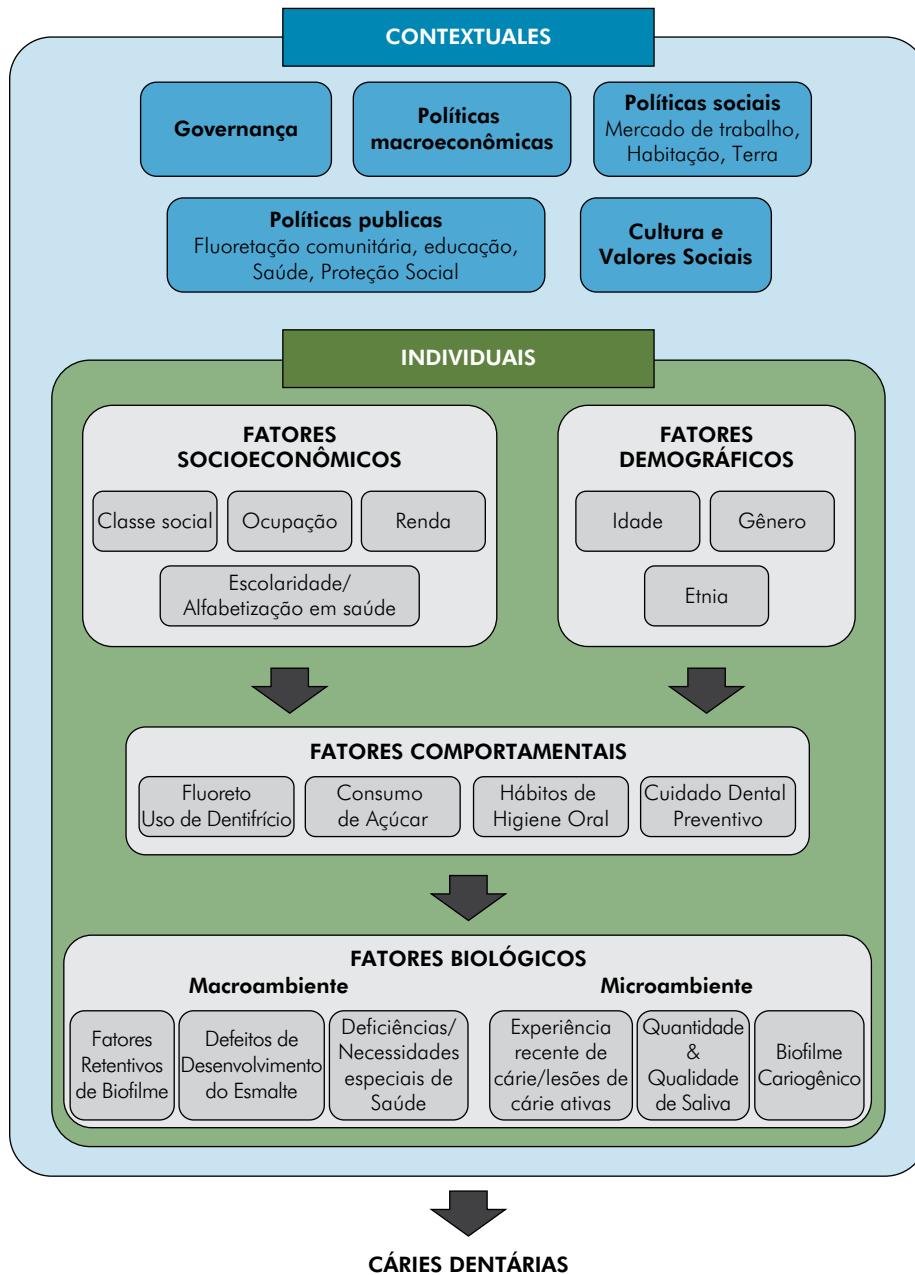 CONTEXTUALES
Governança
Políticas
macroeconômicas
Políticas sociais
Mercado de trabalho,
Habitação, Terra
Políticas publicas
Fluoretação comunitária, educação,
Saúde, Proteção Social
Cultura e
Valores Sociais
INDIVIDUAIS
FATORES
SOCIOECONÔMICOS
Classe social
Ocupação
Renda
Escolaridade/
Alfabetização em saúde
FATORES
DEMOGRÁFICOS
Idade
Gênero
Etnia
FATORES COMPORTAMENTAIS
Fluoreto
Uso de Dentifrício
Consumo
de Açúcar
Hábitos de
Higiene Oral
Cuidado Dental
Preventivo
FATORES BIOLÓGICOS
Macroambiente
Fatores
Retentivos
de Biofilme
Defeitos de
Desenvolvimento
do Esmalte
Deficiências/
Necessidades
especiais de
Saúde
Microambiente
Experiência
recente de
cárie/lesões de
cárie ativas
Quantidade
&
Qualidade
de Saliva
Biofilme
Cariogênico
CÁRIES DENTÁRIAS